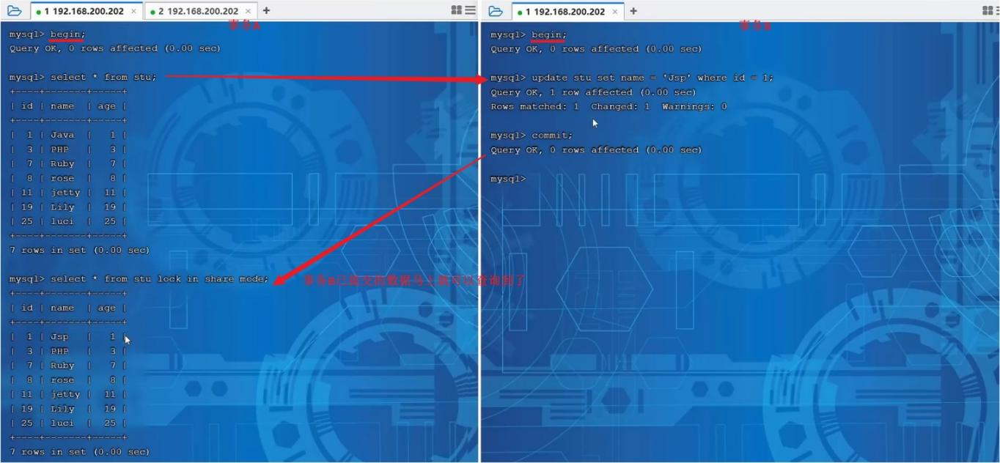 1 192.168.200.202 × 2 192.168.200.202 × +
事务A
mysql> begin;
Query OK, 0 rows affected (0.00 sec)
mysql> select * from stu;
+----+-------+-----+
| id | name | age |
+----+-------+-----+
| 1 | Java | 1 |
| 3 | PHP | 3 |
| 7 | Ruby | 7 |
| 8 | rose | 8 |
| 11 | jetty | 11 |
| 19 | Lily | 19 |
| 25 | luci | 25 |
+----+-------+-----+
7 rows in set (0.00 sec)
mysql> select * from stu lock in share mode;
事务B已提交的数据马上就可以查询到了
+----+-------+-----+
| id | name | age |
+----+-------+-----+
| 1 | Jsp | 1 |
| 3 | PHP | 3 |
| 7 | Ruby | 7 |
| 8 | rose | 8 |
| 11 | jetty | 11 |
| 19 | Lily | 19 |
| 25 | luci | 25 |
+----+-------+-----+
7 rows in set (0.00 sec)
1 192.168.200.202 × +
事务B
mysql> begin;
Query OK, 0 rows affected (0.00 sec)
mysql> update stu set name = 'Jsp' where id = 1;
Query OK, 1 row affected (0.00 sec)
Rows matched: 1 Changed: 1 Warnings: 0
mysql> commit;
Query OK, 0 rows affected (0.00 sec)
mysql>